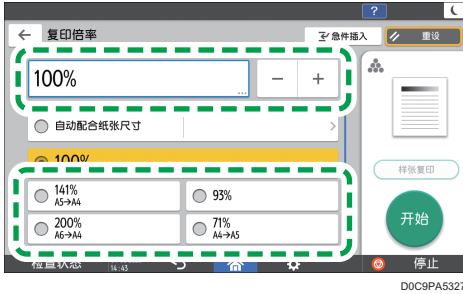 ?
复印倍率
急件插入
重设
100%
...
− +
自动配合纸张尺寸
100%
样张复印
141%
A5→A4
93%
200%
A6→A4
71%
A4→A5
开始
检查状态
14:43
停止
D0C9PA5327